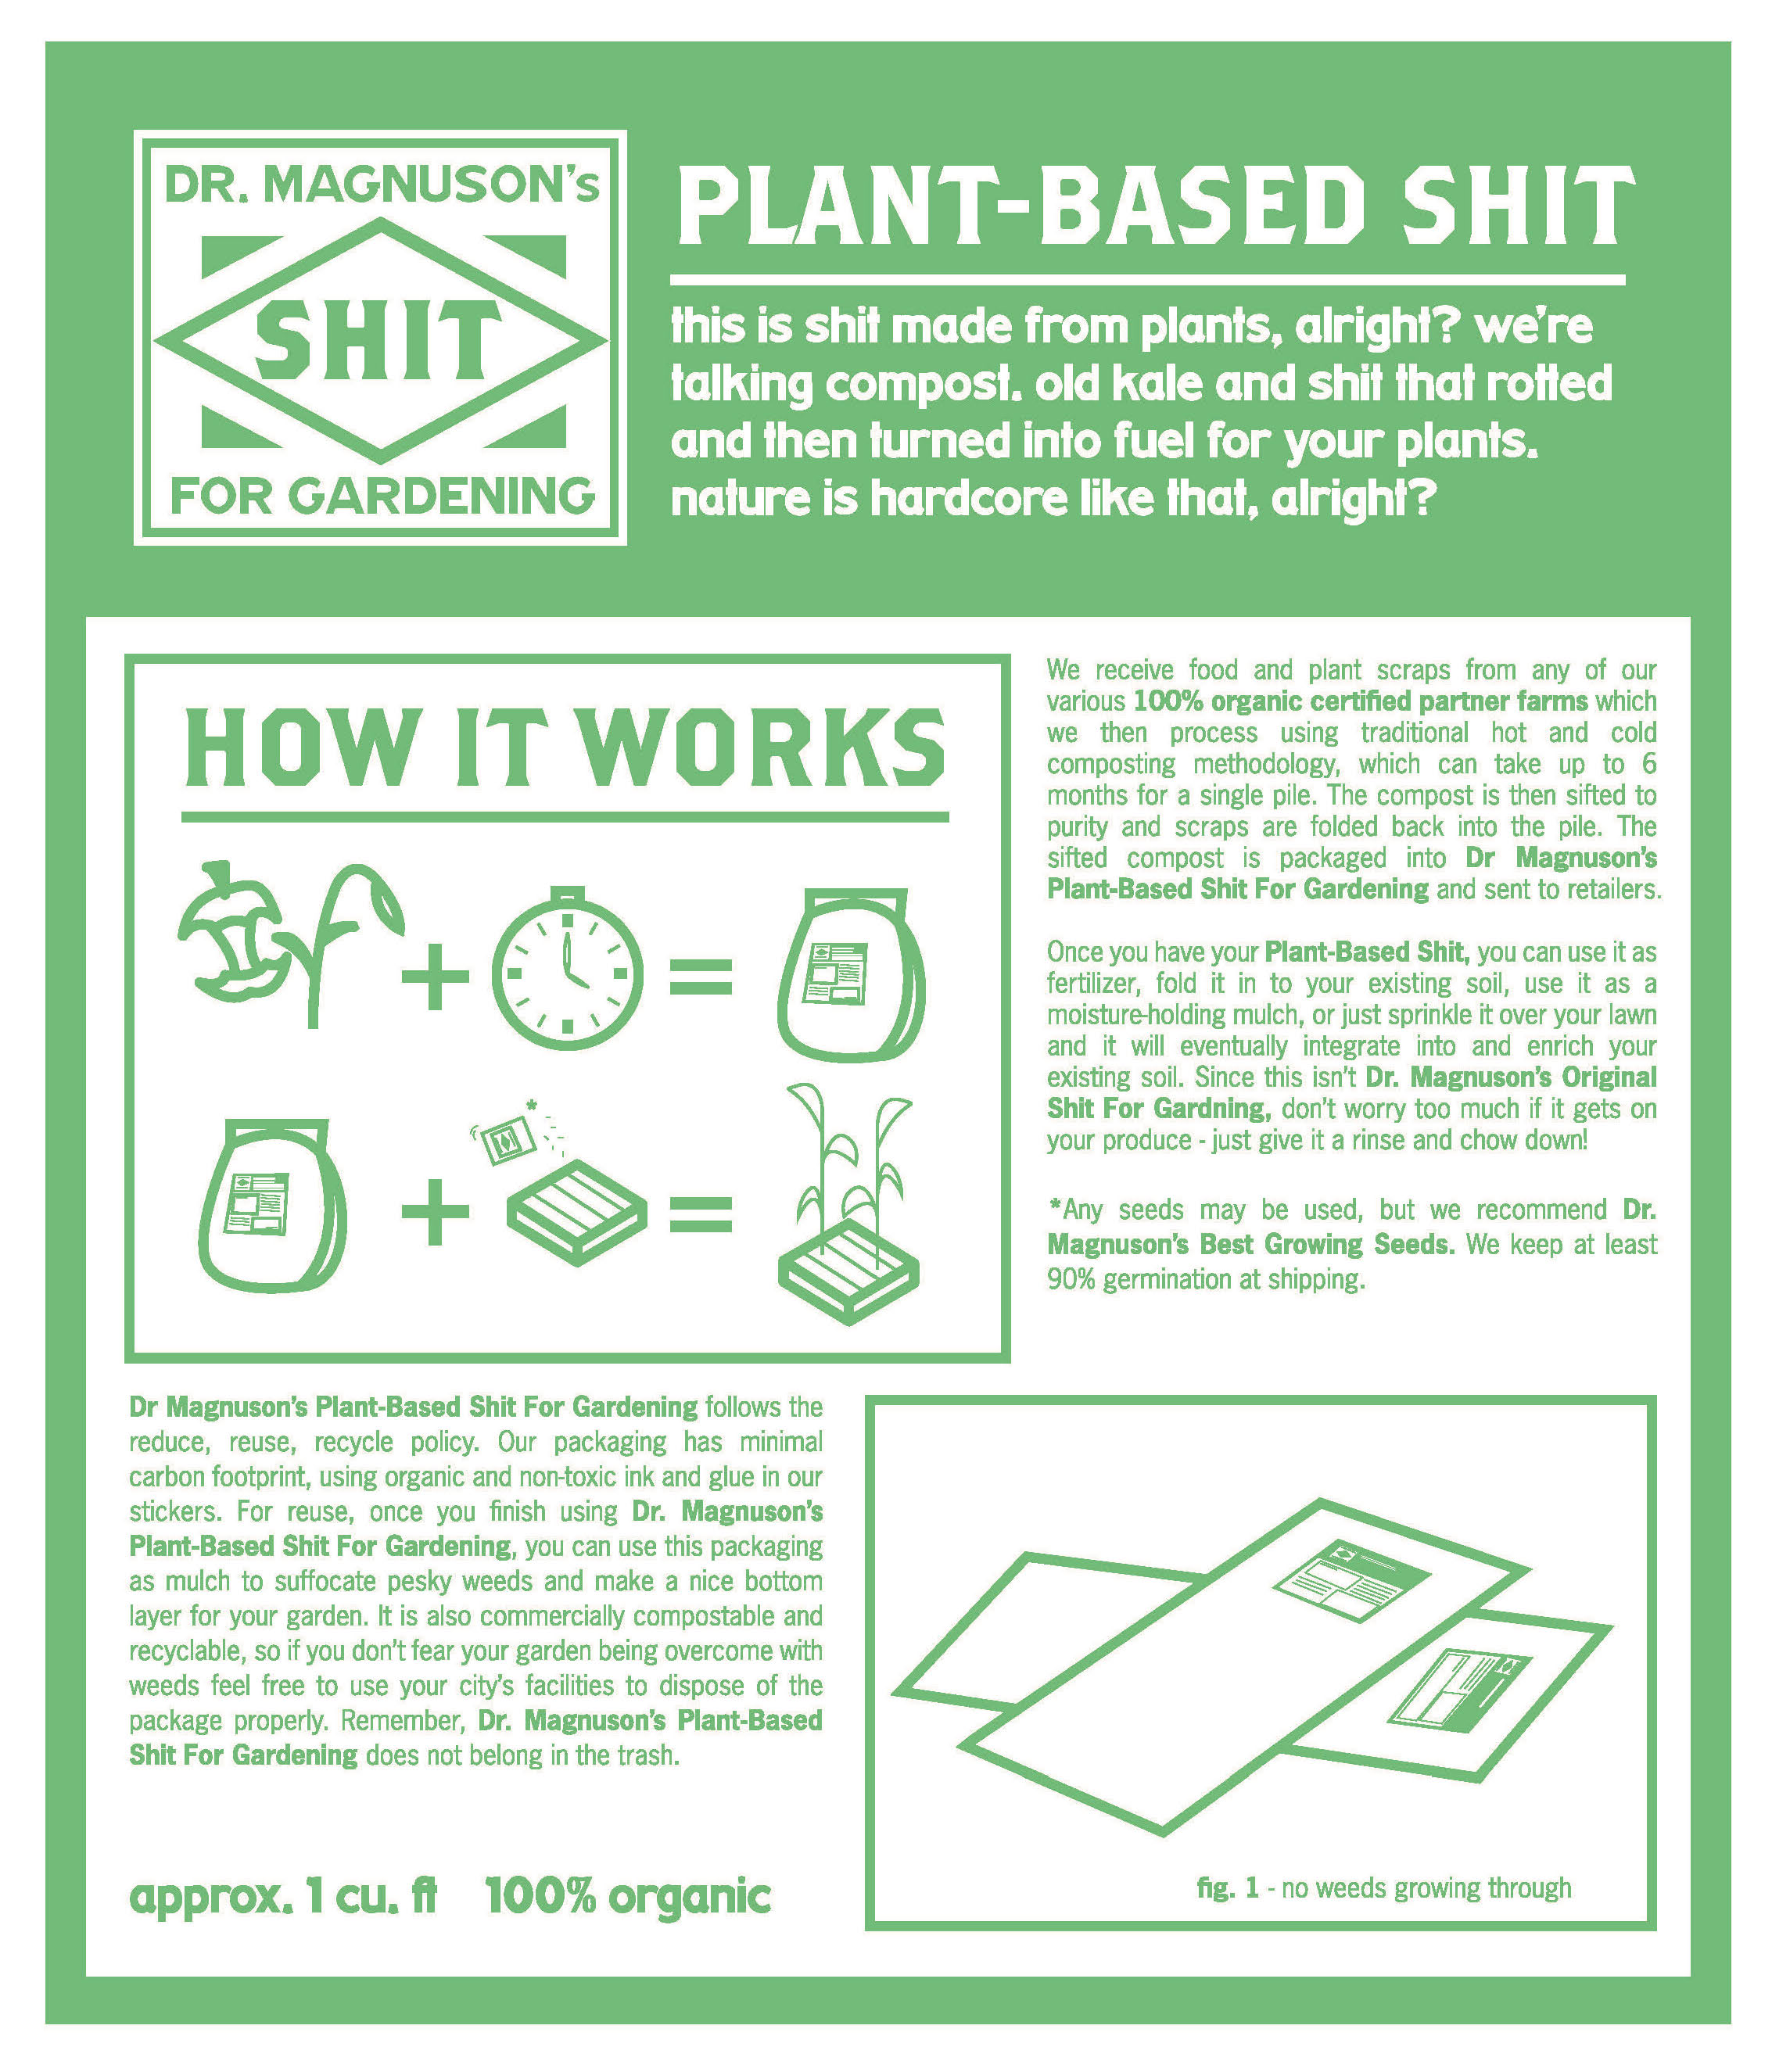 DR. MAGNUSON's
SHIT
FOR GARDENING
PLANT-BASED SHIT
this is shit made from plants, alright? we're
talking compost. old kale and shit that rotted
and then turned into fuel for your plants.
nature is hardcore like that, alright?
HOW IT WORKS
*
We receive food and plant scraps from any of our
various 100% organic certified partner farms which
we then process using traditional hot and cold
composting methodology, which can take up to 6
months for a single pile. The compost is then sifted to
purity and scraps are folded back into the pile. The
sifted compost is packaged into Dr Magnuson's
Plant-Based Shit For Gardening and sent to retailers.
Once you have your Plant-Based Shit, you can use it as
fertilizer, fold it in to your existing soil, use it as a
moisture-holding mulch, or just sprinkle it over your lawn
and it will eventually integrate into and enrich your
existing soil. Since this isn't Dr. Magnuson's Original
Shit For Gardning, don't worry too much if it gets on
your produce - just give it a rinse and chow down!
*Any seeds may be used, but we recommend Dr.
Magnuson's Best Growing Seeds. We keep at least
90% germination at shipping.
Dr Magnuson's Plant-Based Shit For Gardening follows the
reduce, reuse, recycle policy. Our packaging has minimal
carbon footprint, using organic and non-toxic ink and glue in our
stickers. For reuse, once you finish using Dr. Magnuson's
Plant-Based Shit For Gardening, you can use this packaging
as mulch to suffocate pesky weeds and make a nice bottom
layer for your garden. It is also commercially compostable and
recyclable, so if you don't fear your garden being overcome with
weeds feel free to use your city's facilities to dispose of the
package properly. Remember, Dr. Magnuson's Plant-Based
Shit For Gardening does not belong in the trash.
approx. 1 cu. ft 100% organic
fig. 1 - no weeds growing through